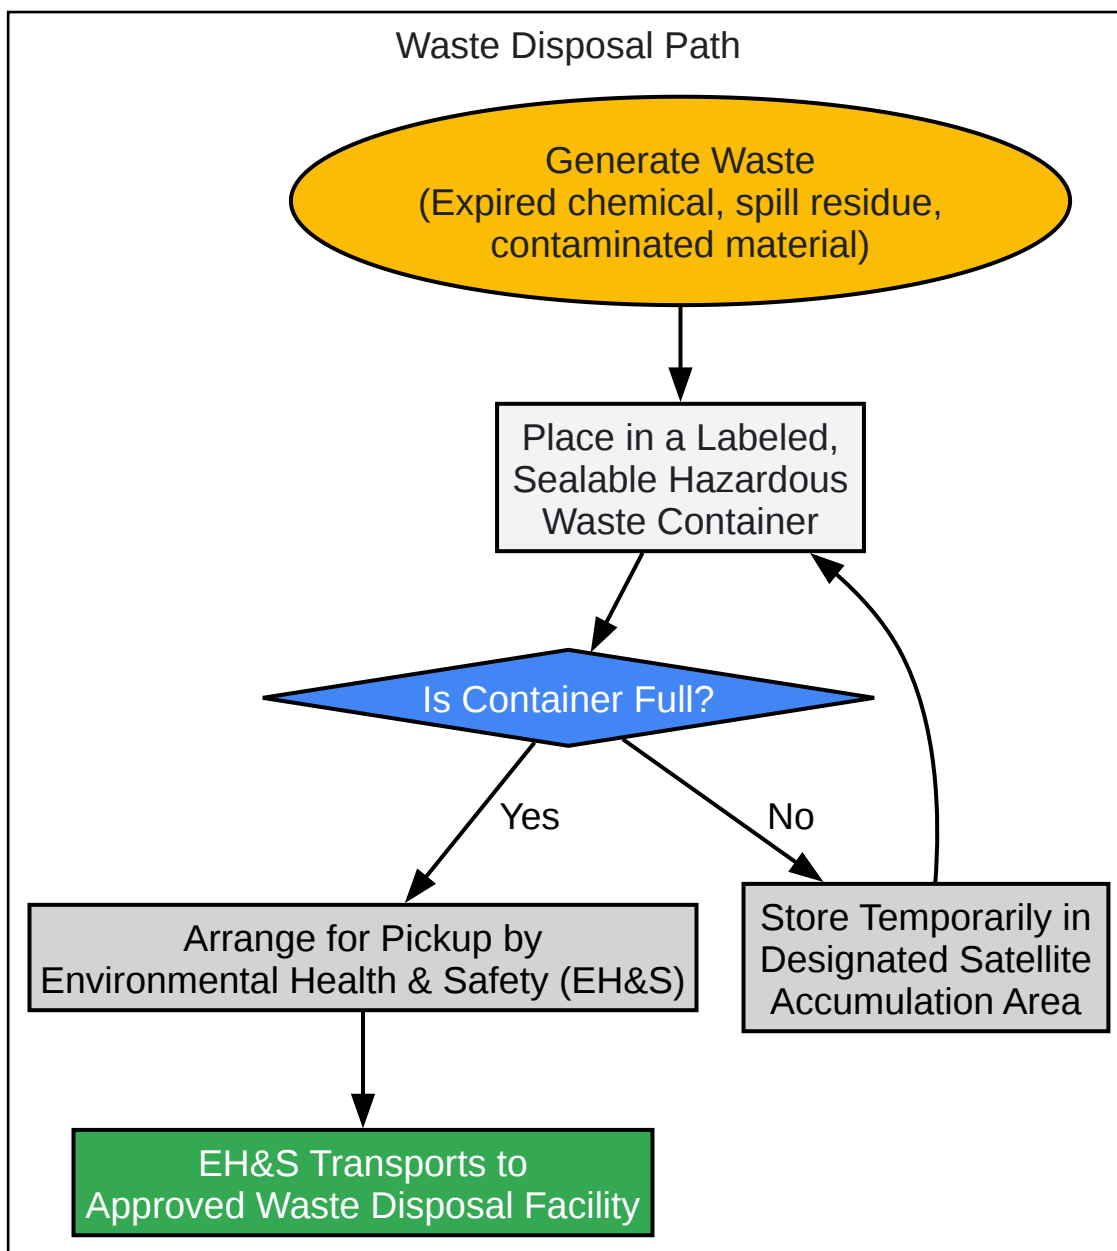 Waste Disposal Path
Generate Waste
(Expired chemical, spill residue,
contaminated material)
Place in a Labeled,
Sealable Hazardous
Waste Container
Is Container Full?
Yes
No
Arrange for Pickup by
Environmental Health & Safety (EH&S)
Store Temporarily in
Designated Satellite
Accumulation Area
EH&S Transports to
Approved Waste Disposal Facility